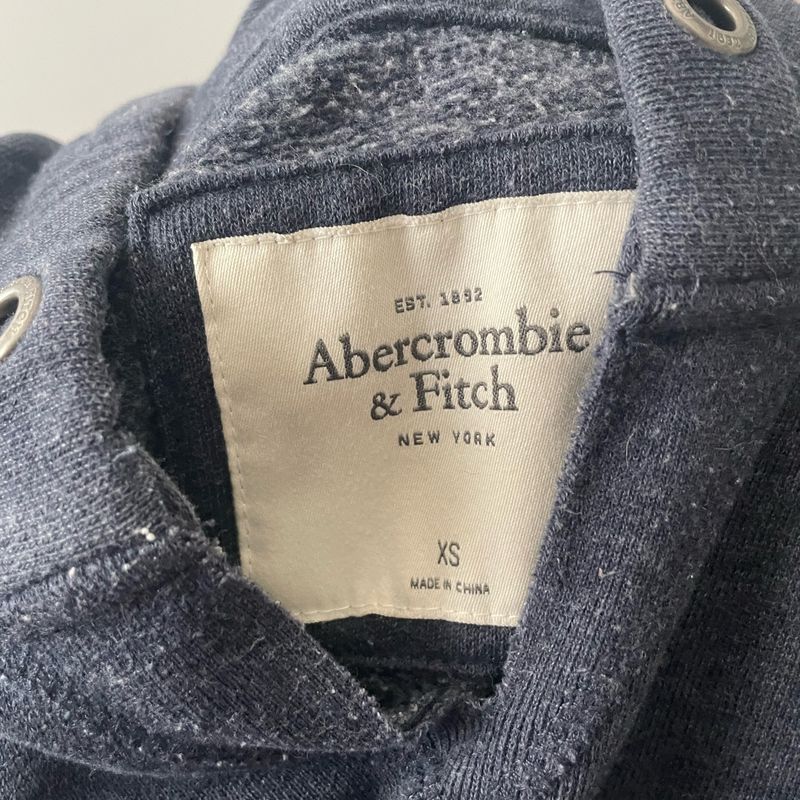 EST. 1892
Abercrombie
& Fitch
NEW YORK
XS
MADE IN CHINA